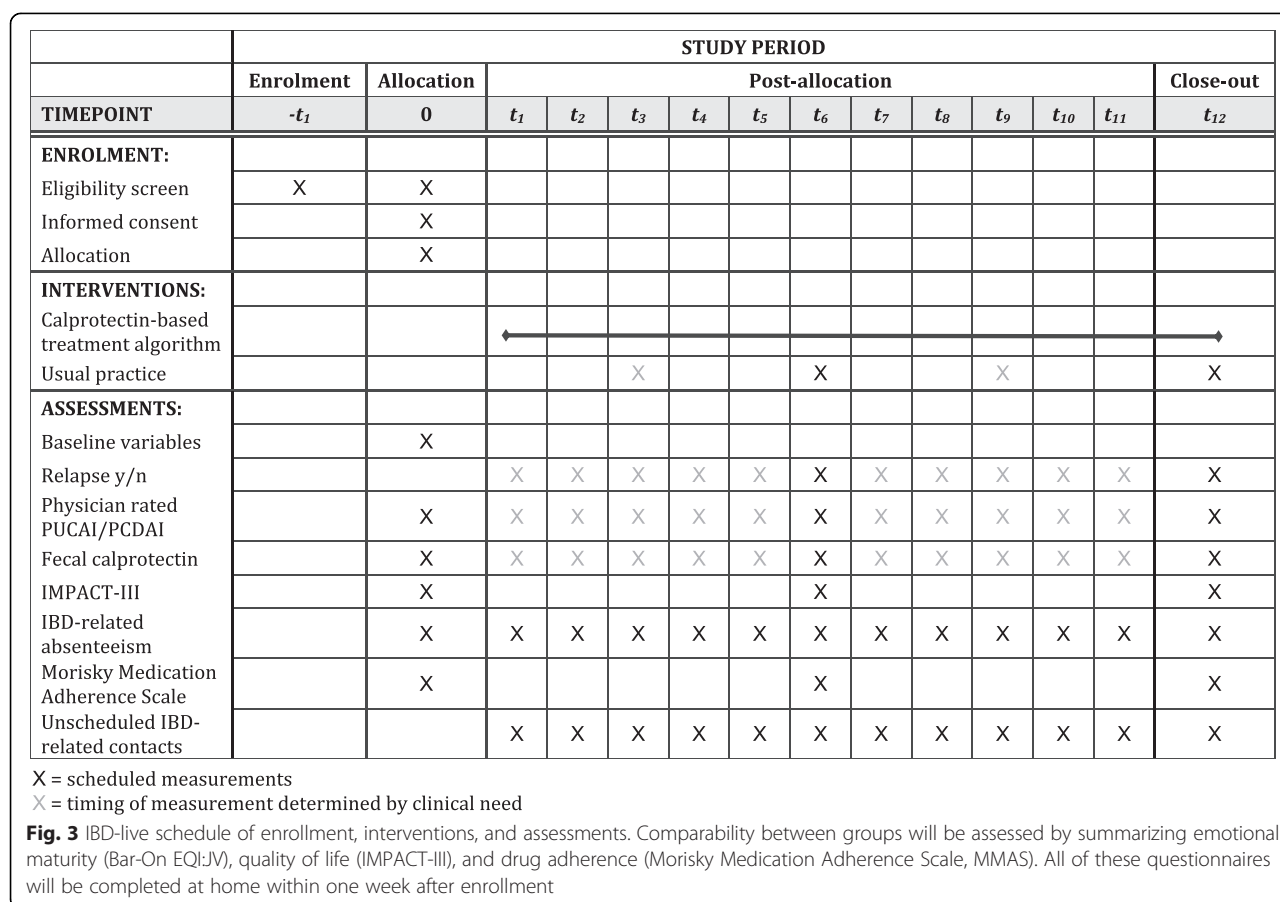 STUDY PERIOD
Enrolment Allocation Post-allocation Close-out
TIMEPOINT -t₁ 0 t₁ t₂ t₃ t₄ t₅ t₆ t₇ t₈ t₉ t₁₀ t₁₁ t₁₂
ENROLMENT:
Eligibility screen X X
Informed consent X
Allocation X
INTERVENTIONS:
Calprotectin-based
treatment algorithm
Usual practice X X X X
ASSESSMENTS:
Baseline variables X
Relapse y/n X X X X X X X X X X X X
Physician rated
PUCAI/PCDAI X X X X X X X X X X X X X
Fecal calprotectin X X X X X X X X X X X X X
IMPACT-III X X X
IBD-related
absenteeism X X X X X X X X X X X X X
Morisky Medication
Adherence Scale X X X
Unscheduled IBD-
related contacts X X X X X X X X X X X X
X = scheduled measurements
X = timing of measurement determined by clinical need
Fig. 3 IBD-live schedule of enrollment, interventions, and assessments. Comparability between groups will be assessed by summarizing emotional
maturity (Bar-On EQI:JV), quality of life (IMPACT-III), and drug adherence (Morisky Medication Adherence Scale, MMAS). All of these questionnaires
will be completed at home within one week after enrollment